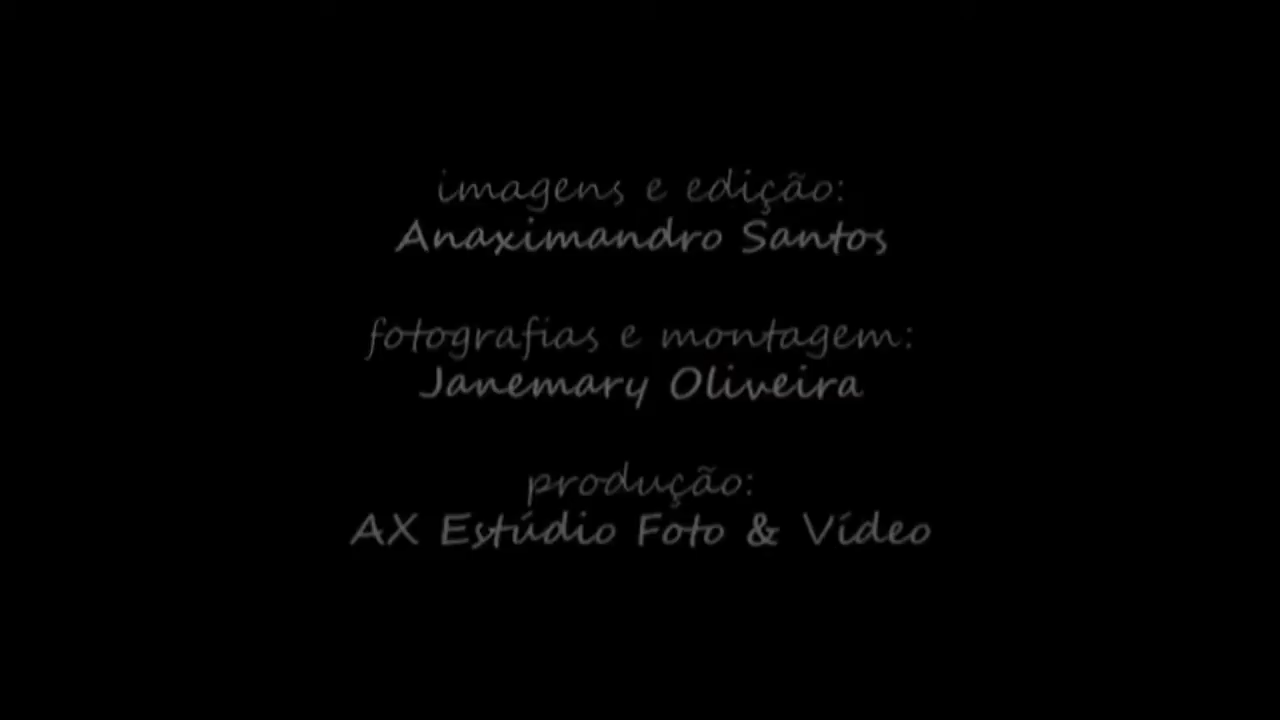 imagens e edição:
Anaximandro Santos
fotografias e montagem:
Janemary Oliveira
produção:
AX Estúdio Foto & Vídeo